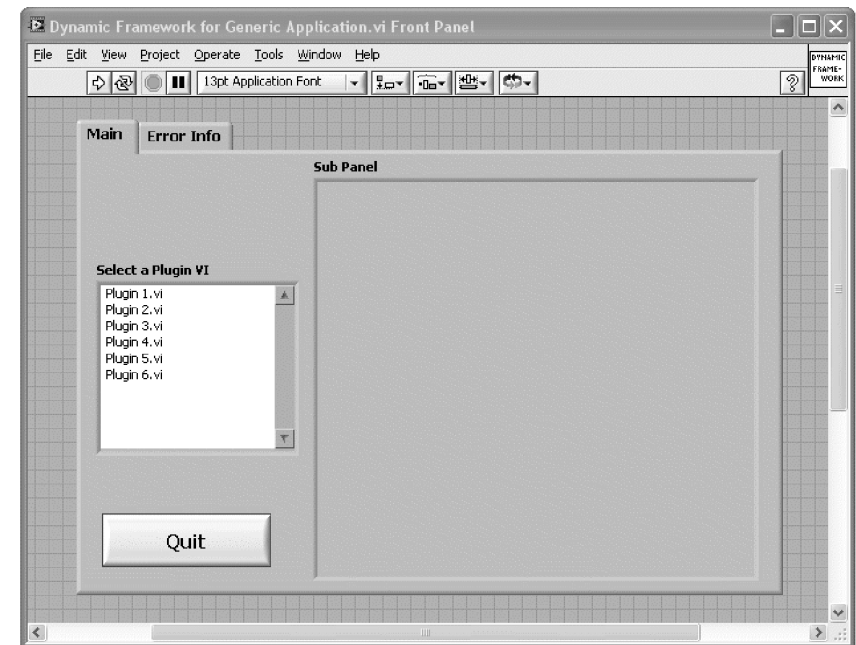 Dynamic Framework for Generic Application.vi Front Panel
File Edit View Project Operate Tools Window Help
DYNAMIC
FRAME-
WORK
13pt Application Font
?
Main
Error Info
Sub Panel
Select a Plugin VI
Plugin 1.vi
Plugin 2.vi
Plugin 3.vi
Plugin 4.vi
Plugin 5.vi
Plugin 6.vi
Quit